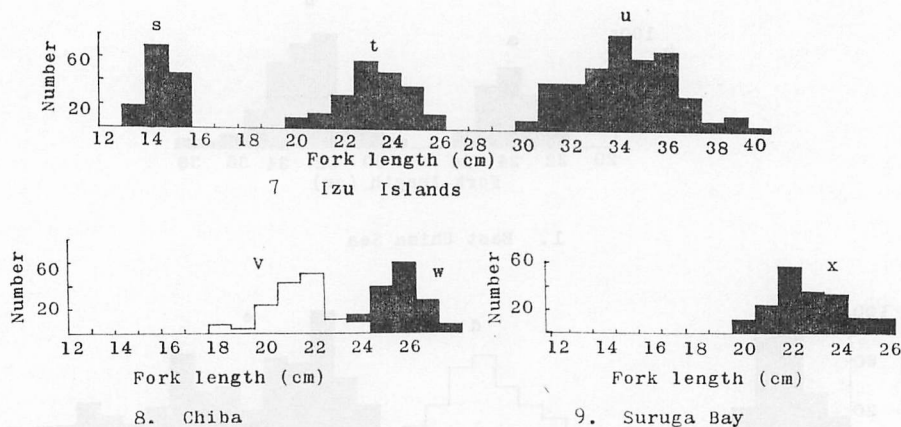 s
t
u
Number
60
20
12 14 16 18 20 22 24 26 28 30 32 34 36 38 40
Fork length (cm)
7 Izu Islands
V
w
Number
60
20
12 14 16 18 20 22 24 26
Fork length (cm)
8. Chiba
x
Number
60
20
12 14 16 18 20 22 24 26
Fork length (cm)
9. Suruga Bay